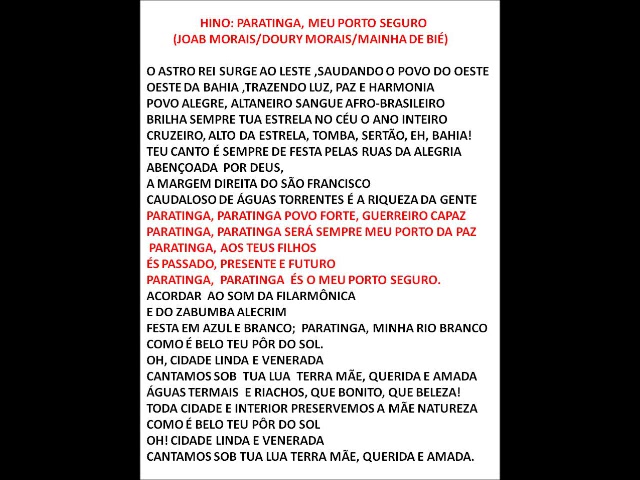 HINO: PARATINGA, MEU PORTO SEGURO
(JOAB MORAIS/DOURY MORAIS/MAINHA DE BIÉ)
O ASTRO REI SURGE AO LESTE ,SAUDANDO O POVO DO OESTE
OESTE DA BAHIA ,TRAZENDO LUZ, PAZ E HARMONIA
POVO ALEGRE, ALTANEIRO SANGUE AFRO-BRASILEIRO
BRILHA SEMPRE TUA ESTRELA NO CÉU O ANO INTEIRO
CRUZEIRO, ALTO DA ESTRELA, TOMBA, SERTÃO, EH, BAHIA!
TEU CANTO É SEMPRE DE FESTA PELAS RUAS DA ALEGRIA
ABENÇOADA POR DEUS,
A MARGEM DIREITA DO SÃO FRANCISCO
CAUDALOSO DE ÁGUAS TORRENTES É A RIQUEZA DA GENTE
PARATINGA, PARATINGA POVO FORTE, GUERREIRO CAPAZ
PARATINGA, PARATINGA SERÁ SEMPRE MEU PORTO DA PAZ
PARATINGA, AOS TEUS FILHOS
ÉS PASSADO, PRESENTE E FUTURO
PARATINGA, PARATINGA ÉS O MEU PORTO SEGURO.
ACORDAR AO SOM DA FILARMÔNICA
E DO ZABUMBA ALECRIM
FESTA EM AZUL E BRANCO; PARATINGA, MINHA RIO BRANCO
COMO É BELO TEU PÔR DO SOL.
OH, CIDADE LINDA E VENERADA
CANTAMOS SOB TUA LUA TERRA MÃE, QUERIDA E AMADA
ÁGUAS TERMAIS E RIACHOS, QUE BONITO, QUE BELEZA!
TODA CIDADE E INTERIOR PRESERVEMOS A MÃE NATUREZA
COMO É BELO TEU PÔR DO SOL
OH! CIDADE LINDA E VENERADA
CANTAMOS SOB TUA LUA TERRA MÃE, QUERIDA E AMADA.